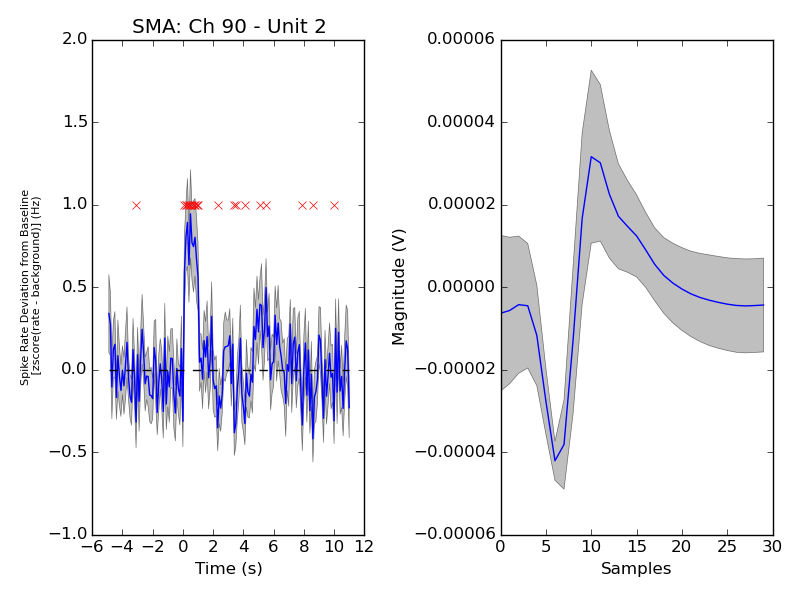 SMA: Ch 90 - Unit 2
Spike Rate Deviation from Baseline
[zscore(rate - background)] (Hz)
2.0
1.5
1.0
0.5
0.0
−0.5
−1.0
−6 −4 −2 0 2 4 6 8 10 12
Time (s)
Magnitude (V)
0.00006
0.00004
0.00002
0.00000
−0.00002
−0.00004
−0.00006
0 5 10 15 20 25 30
Samples